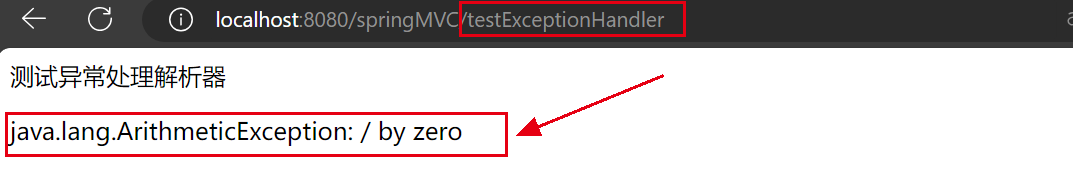 localhost:8080/springMVC/testExceptionHandler
测试异常处理解析器
java.lang.ArithmeticException: / by zero